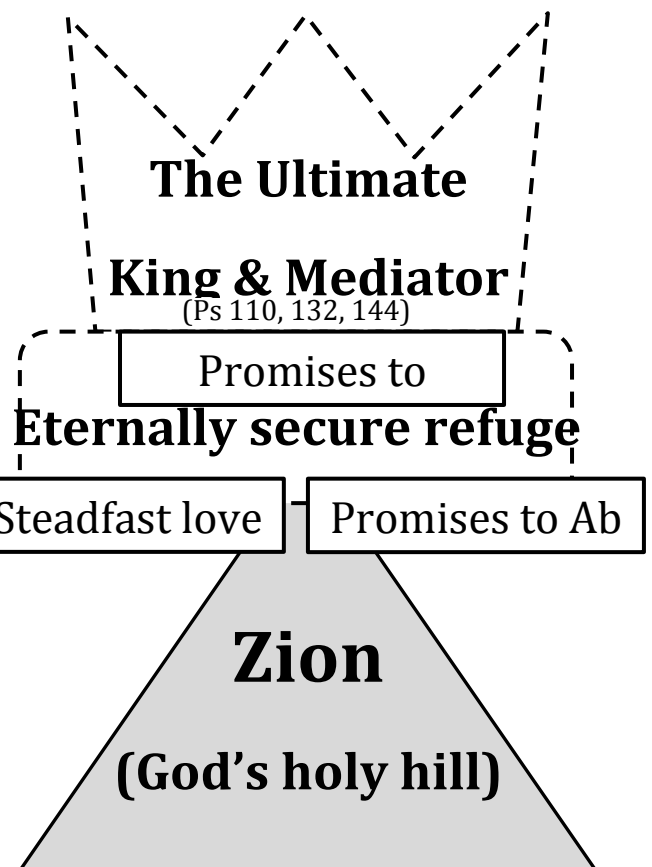 The Ultimate
King & Mediator
(Ps 110, 132, 144)
Promises to
Eternally secure refuge
Steadfast love
Promises to Ab
Zion
(God’s holy hill)